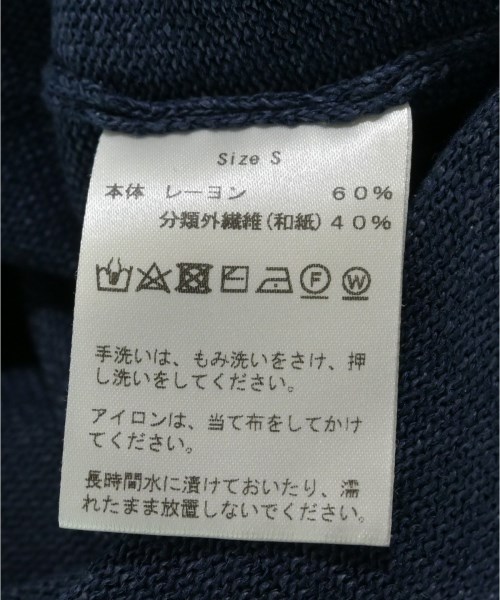 Size S
本体 レーヨン 60%
分類外繊維(和紙)40%
F W
手洗いは、もみ洗いをさけ、押
し洗いをしてください。
アイロンは、当て布をしてかけ
てください。
長時間水に漬けておいたり、濡
れたまま放置しないでください。